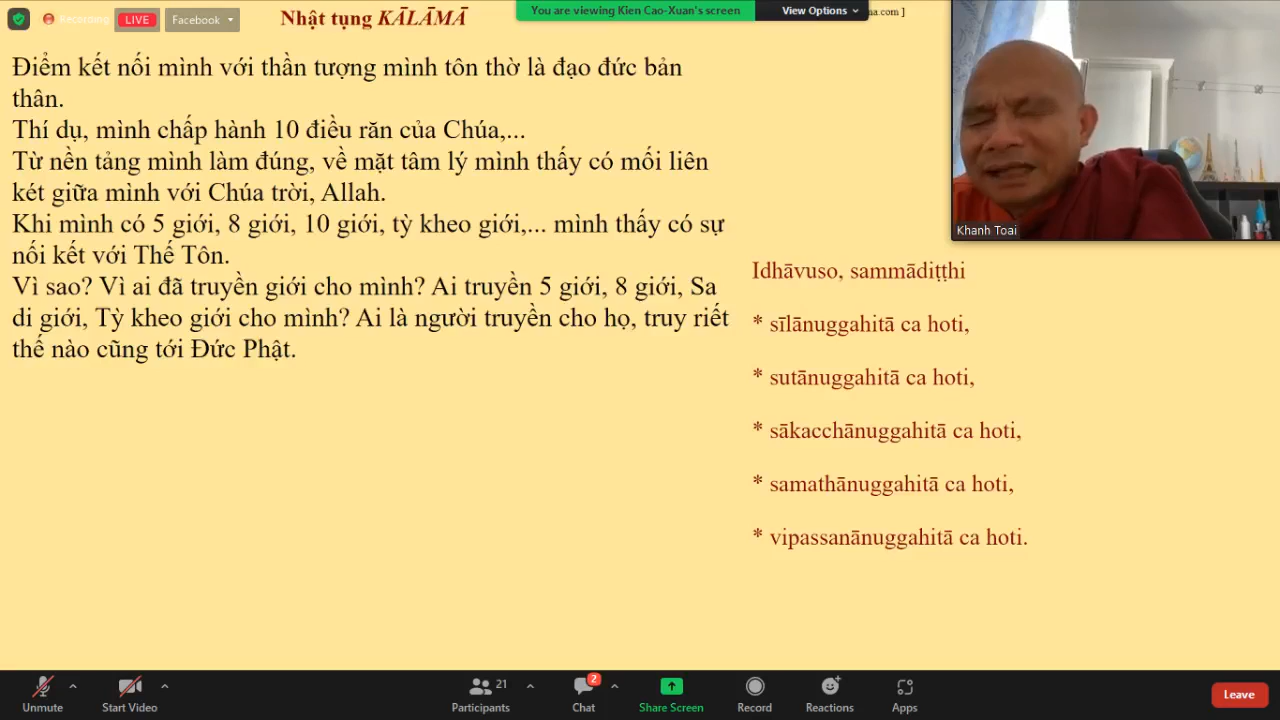 Recording
LIVE
Facebook
Nhật tụng KĀLĀMĀ
You are viewing Kien Cao-Xuan's screen
View Options
.com ]
Điểm kết nối mình với thần tượng mình tôn thờ là đạo đức bản
thân.
Thí dụ, mình chấp hành 10 điều răn của Chúa,...
Từ nền tảng mình làm đúng, về mặt tâm lý mình thấy có mối liên
két giữa mình với Chúa trời, Allah.
Khi mình có 5 giới, 8 giới, 10 giới, tỳ kheo giới,... mình thấy có sự
nối kết với Thế Tôn.
Vì sao? Vì ai đã truyền giới cho mình? Ai truyền 5 giới, 8 giới, Sa
di giới, Tỳ kheo giới cho mình? Ai là người truyền cho họ, truy riết
thế nào cũng tới Đức Phật.
Khanh Toai
Idhāvuso, sammādiṭṭhi
* sīlānuggahitā ca hoti,
* sutānuggahitā ca hoti,
* sākacchānuggahitā ca hoti,
* samathānuggahitā ca hoti,
* vipassanānuggahitā ca hoti.
Unmute
Start Video
21
Participants
2
Chat
Share Screen
Record
Reactions
Apps
Leave